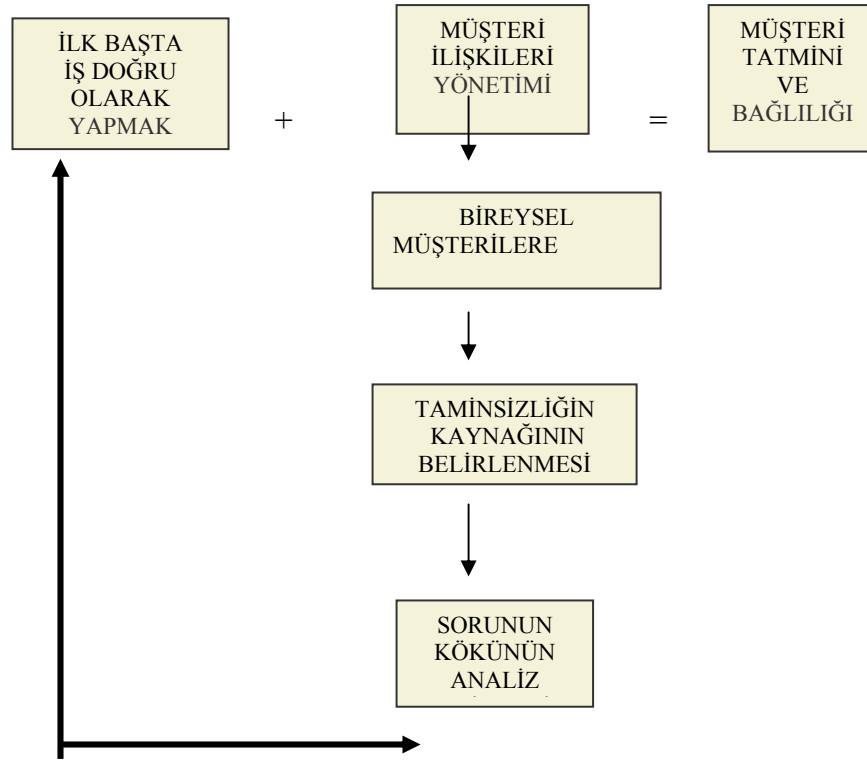 İLK BAŞTA
İŞ DOĞRU
OLARAK
YAPMAK
+
MÜŞTERİ
İLİŞKİLERİ
YÖNETİMİ
=
MÜŞTERİ
TATMİNİ
VE
BAĞLILIĞI
BİREYSEL
MÜŞTERİLERE
TAMİNSİZLİĞİN
KAYNAĞININ
BELİRLENMESİ
SORUNUN
KÖKÜNÜN
ANALİZ